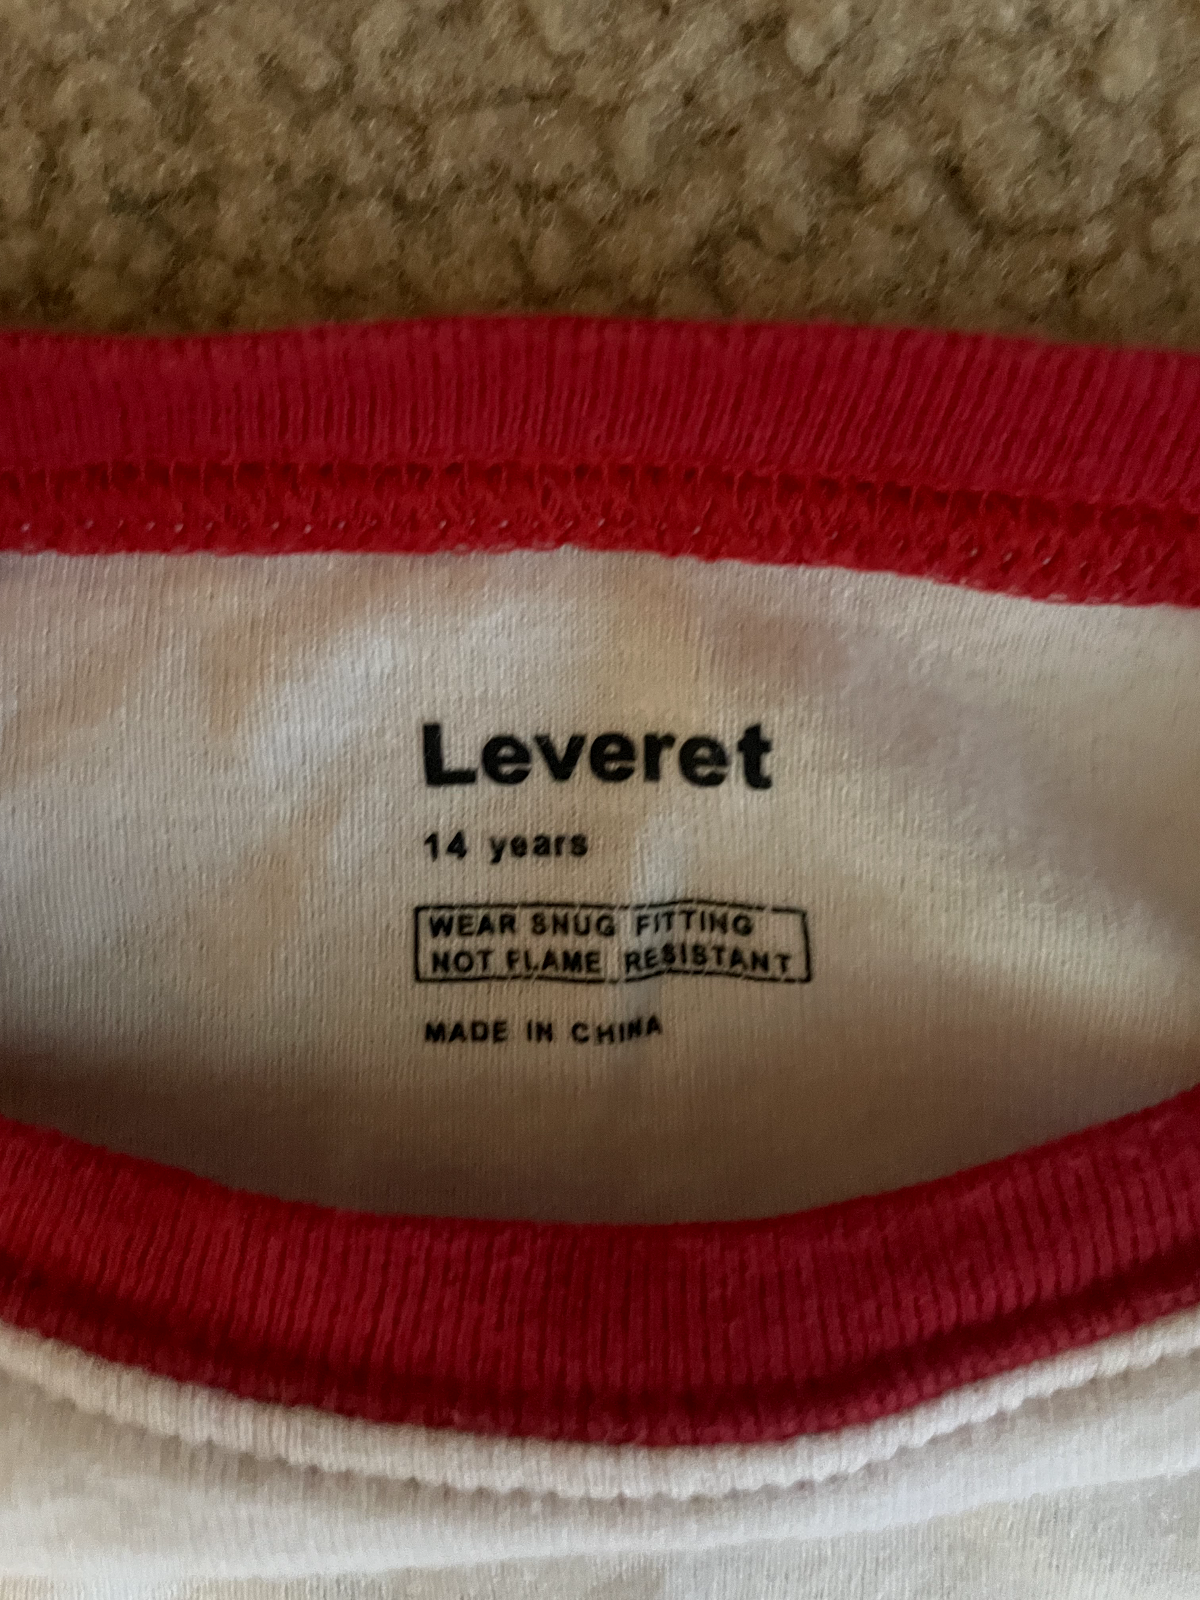 Leveret
14 years
WEAR SNUG FITTING
NOT FLAME RESISTANT
MADE IN CHINA